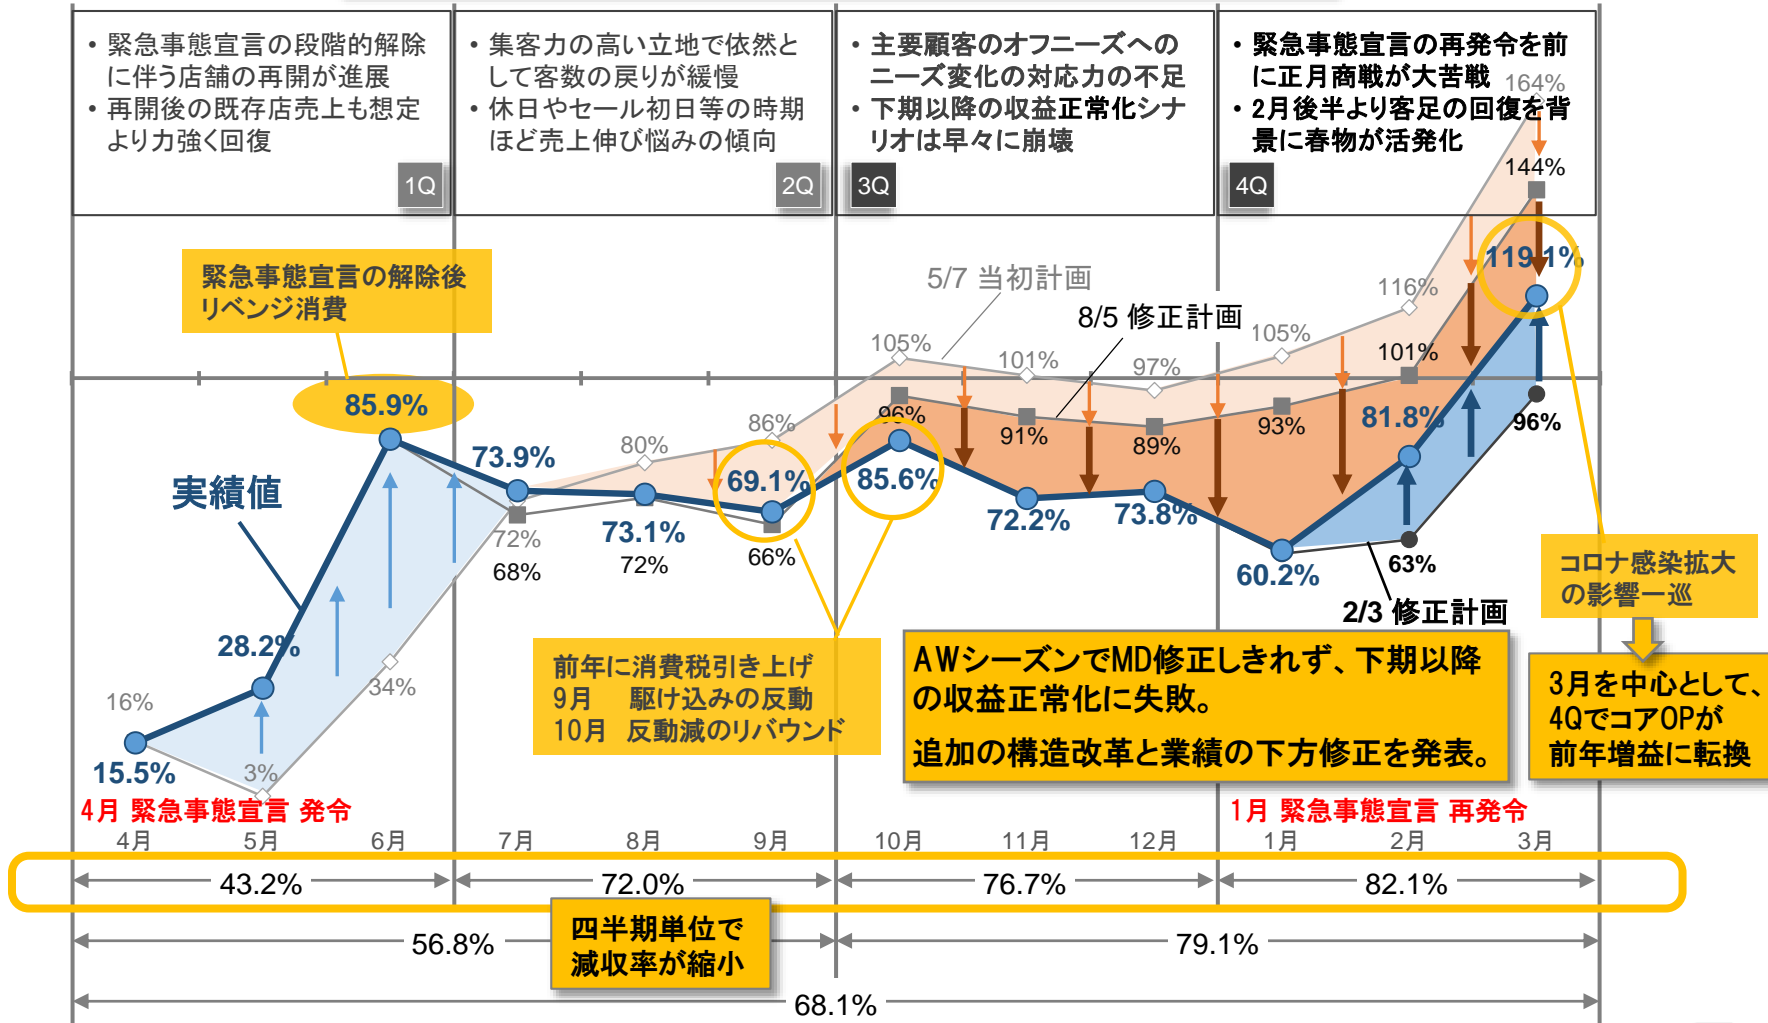 ・緊急事態宣言の段階的解除
に伴う店舗の再開が進展
・再開後の既存店売上も想定
より力強く回復
1Q
・集客力の高い立地で依然と
して客数の戻りが緩慢
・休日やセール初日等の時期
ほど売上伸び悩みの傾向
2Q
・主要顧客のオフニーズへの
ニーズ変化の対応力の不足
・下期以降の収益正常化シナ
リオは早々に崩壊
3Q
・緊急事態宣言の再発令を前
に正月商戦が大苦戦
・2月後半より客足の回復を背
景に春物が活発化
4Q
164%
144%
119.1%
緊急事態宣言の解除後
リベンジ消費
5/7 当初計画
8/5 修正計画
116%
105%
101%
97%
105%
101%
85.9%
96%
91%
89%
93%
81.8%
96%
86%
80%
73.9%
69.1%
85.6%
実績値
72%
68%
73.1%
72%
66%
72.2%
73.8%
60.2%
63%
2/3 修正計画
コロナ感染拡大
の影響一巡
28.2%
34%
16%
15.5%
3%
前年に消費税引き上げ
9月 駆け込みの反動
10月 反動減のリバウンド
AWシーズンでMD修正しきれず、下期以降
の収益正常化に失敗。
追加の構造改革と業績の下方修正を発表。
3月を中心として、
4QでコアOPが
前年増益に転換
4月 緊急事態宣言 発令
1月 緊急事態宣言 再発令
4月 5月 6月 7月 8月 9月 10月 11月 12月 1月 2月 3月
43.2% 72.0% 76.7% 82.1%
四半期単位で
減収率が縮小
56.8% 79.1%
68.1%